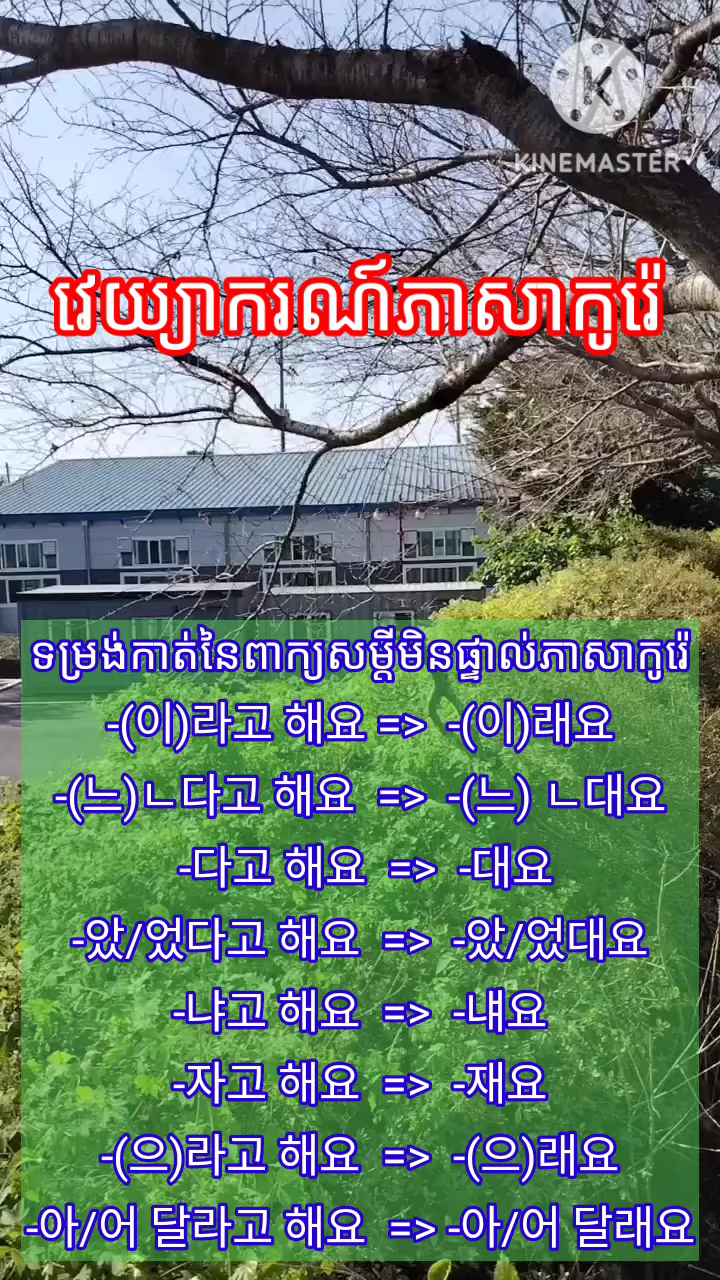 KINEMASTER
វេយ្យាករណ៍ភាសាកូរ៉េ
ទម្រង់កាត់នៃពាក្យសម្ដីមិនផ្ទាល់ភាសាកូរ៉េ
-(이)라고 해요 => -(이)래요
-(느)ㄴ다고 해요 => -(느) ㄴ대요
-다고 해요 => -대요
-았/었다고 해요 => -았/었대요
-냐고 해요 => -냬요
-자고 해요 => -재요
-(으)라고 해요 => -(으)래요
-아/어 달라고 해요 => -아/어 달래요